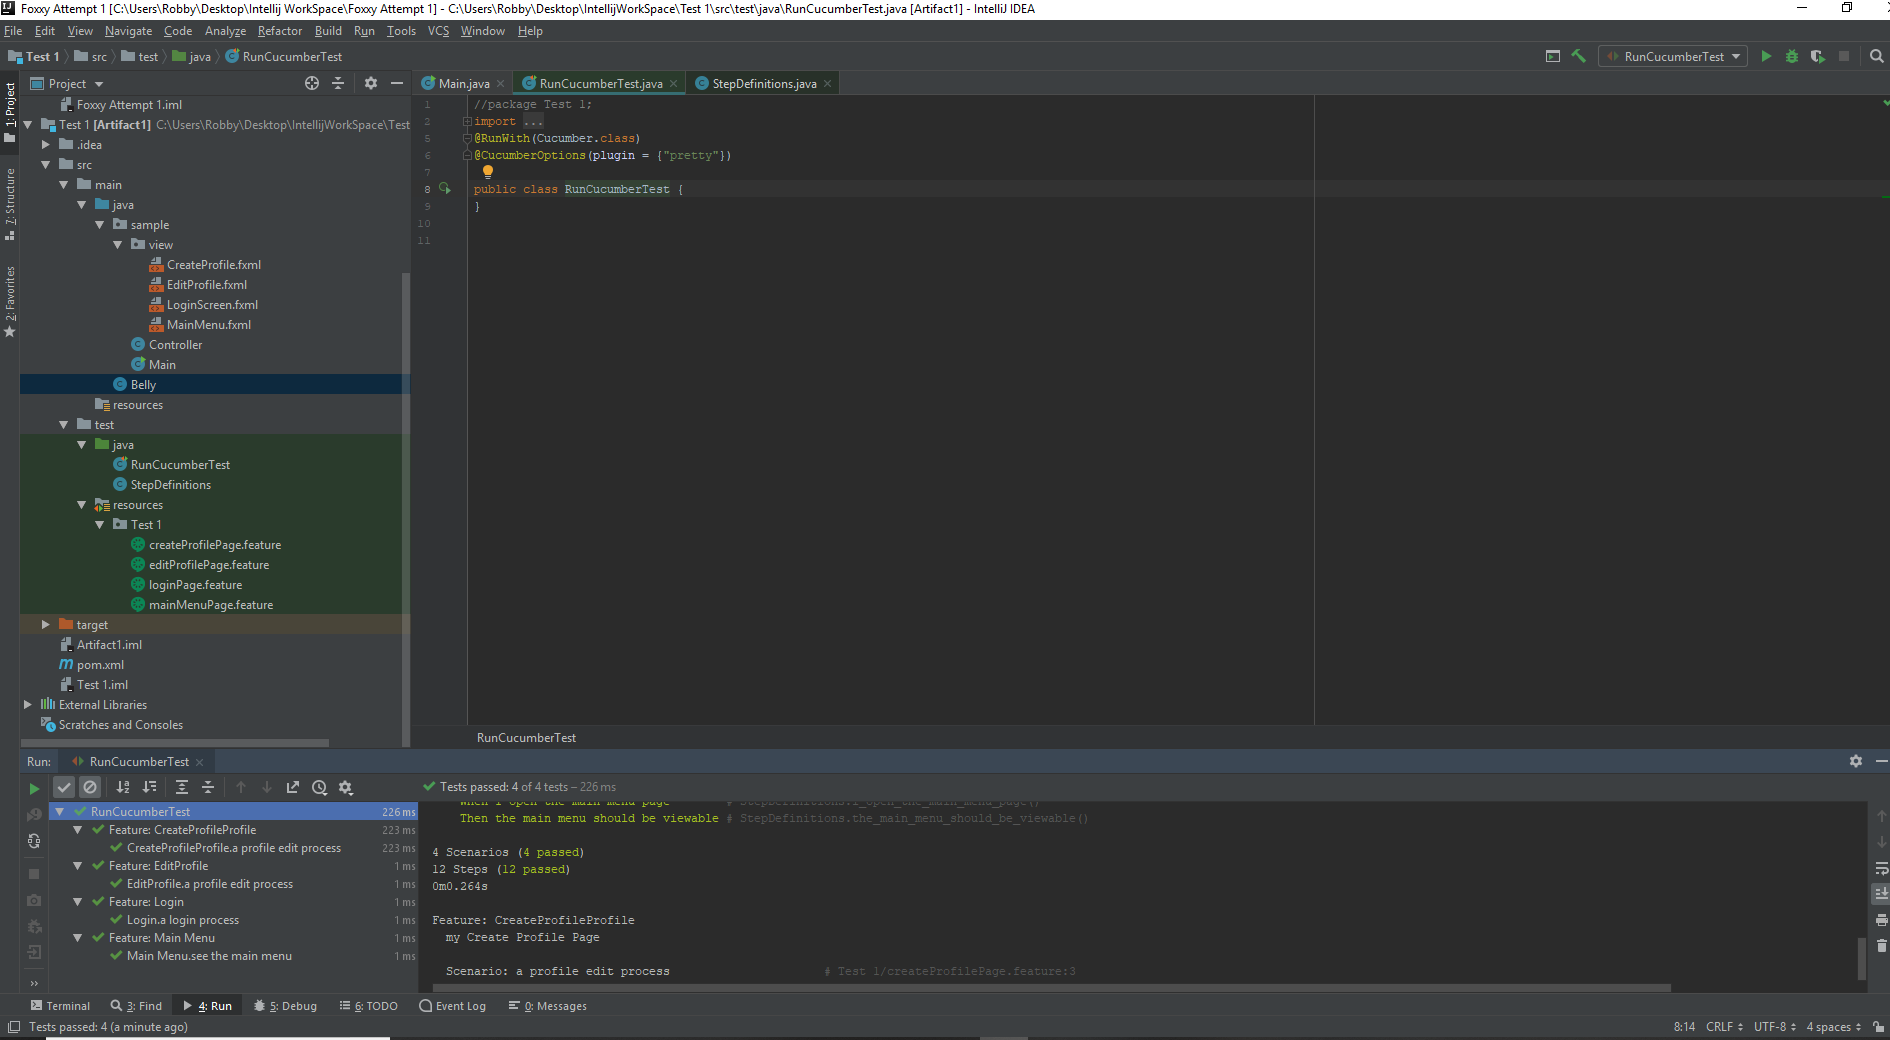 Foxxy Attempt 1 [C:\Users\Robby\Desktop\Intellij WorkSpace\Foxxy Attempt 1] - C:\Users\Robby\Desktop\IntellijWorkSpace\Test 1\src\test\java\RunCucumberTest.java [Artifact1] - IntelliJ IDEA
File Edit View Navigate Code Analyze Refactor Build Run Tools VCS Window Help
Test 1 src test java RunCucumberTest RunCucumberTest
1: Project
7: Structure
2: Favorites
Project
Foxxy Attempt 1.iml
Test 1 [Artifact1] C:\Users\Robby\Desktop\IntellijWorkSpace\Test
.idea
src
main
java
sample
view
CreateProfile.fxml
EditProfile.fxml
LoginScreen.fxml
MainMenu.fxml
Controller
Main
Belly
resources
test
java
RunCucumberTest
StepDefinitions
resources
Test 1
createProfilePage.feature
editProfilePage.feature
loginPage.feature
mainMenuPage.feature
target
Artifact1.iml
pom.xml
Test 1.iml
External Libraries
Scratches and Consoles
Main.java RunCucumberTest.java StepDefinitions.java
1 //package Test 1;
2 import ...
5 @RunWith(Cucumber.class)
6 @CucumberOptions(plugin = {"pretty"})
7
8 public class RunCucumberTest {
9 }
10
11
RunCucumberTest
Run: RunCucumberTest
Tests passed: 4 of 4 tests – 226 ms
RunCucumberTest 226 ms
Feature: CreateProfileProfile 223 ms
CreateProfileProfile.a profile edit process 223 ms
Feature: EditProfile 1 ms
EditProfile.a profile edit process 1 ms
Feature: Login 1 ms
Login.a login process 1 ms
Feature: Main Menu 1 ms
Main Menu.see the main menu 1 ms
When I open the main menu page # StepDefinitions.i_open_the_main_menu_page()
Then the main menu should be viewable # StepDefinitions.the_main_menu_should_be_viewable()
4 Scenarios (4 passed)
12 Steps (12 passed)
0m0.264s
Feature: CreateProfileProfile
my Create Profile Page
Scenario: a profile edit process # Test 1/createProfilePage.feature:3
Terminal 3: Find 4: Run 5: Debug 6: TODO Event Log 0: Messages
Tests passed: 4 (a minute ago) 8:14 CRLF UTF-8 4 spaces